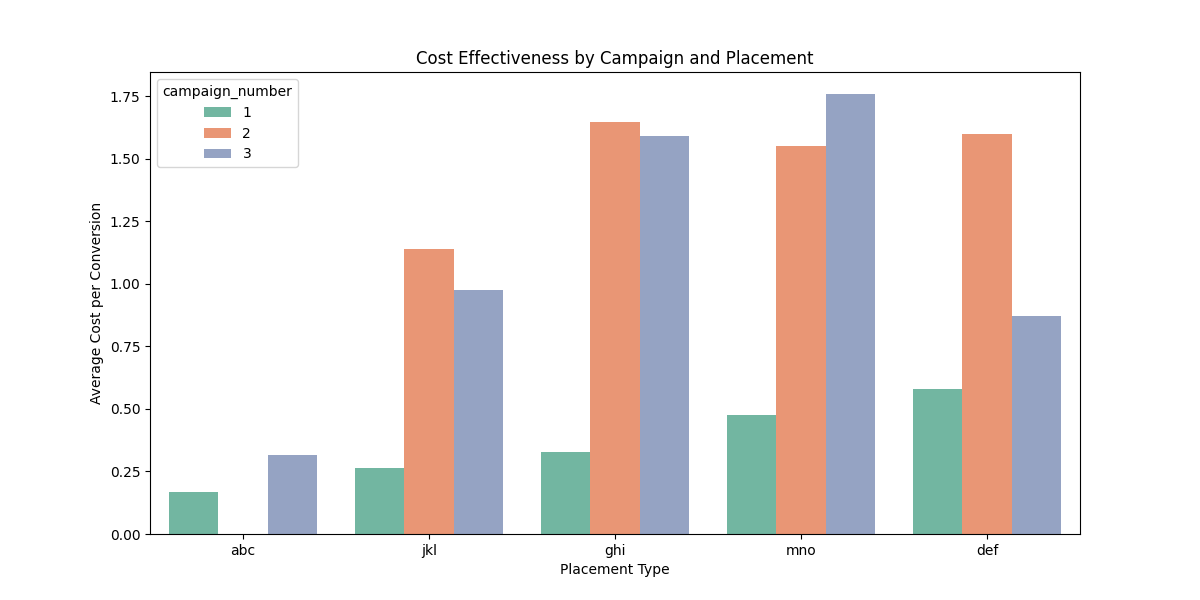 Cost Effectiveness by Campaign and Placement
campaign_number
1
2
3
Average Cost per Conversion
1.75
1.50
1.25
1.00
0.75
0.50
0.25
0.00
abc jkl ghi mno def
Placement Type